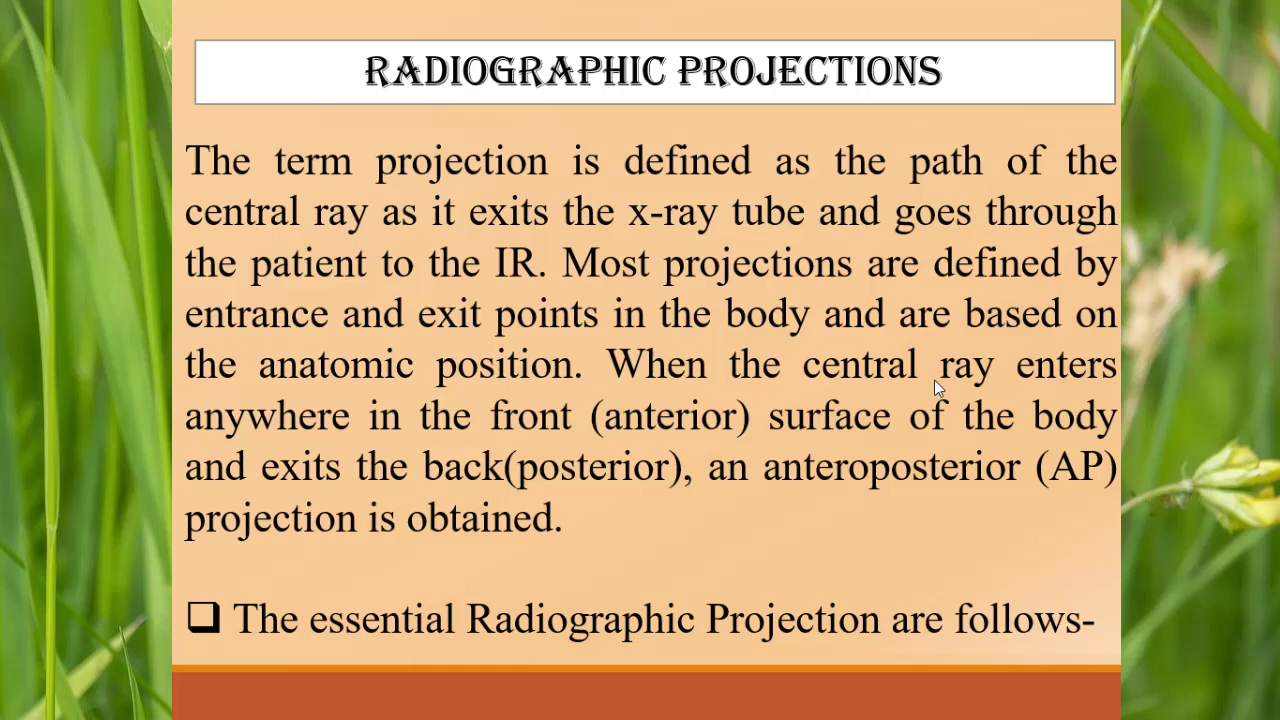 RADIOGRAPHIC PROJECTIONS
The term projection is defined as the path of the
central ray as it exits the x-ray tube and goes through
the patient to the IR. Most projections are defined by
entrance and exit points in the body and are based on
the anatomic position. When the central ray enters
anywhere in the front (anterior) surface of the body
and exits the back(posterior), an anteroposterior (AP)
projection is obtained.
❑ The essential Radiographic Projection are follows-